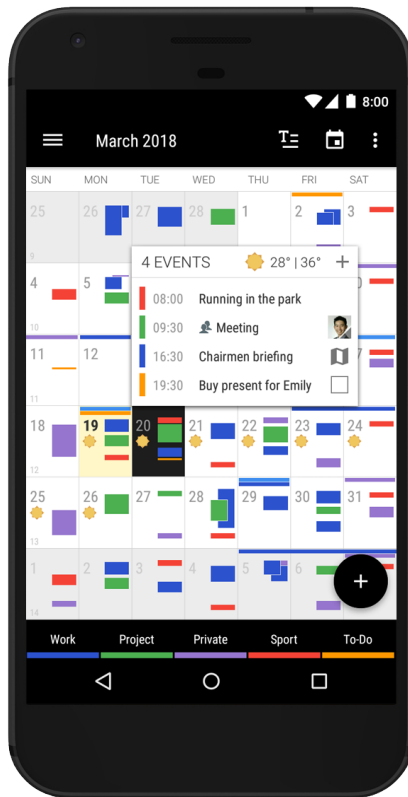 8:00
March 2018
SUN MON TUE WED THU FRI SAT
25 26 27 28 1 2 3
9
4 EVENTS 28° | 36° +
4 5
08:00 Running in the park
09:30 Meeting
10
16:30 Chairmen briefing
11 12
19:30 Buy present for Emily
11
18 19 20 21 22 23 24
12
25 26 27 28 29 30 31
13
1 2 3 4 5 6
+
14
Work Project Private Sport To-Do